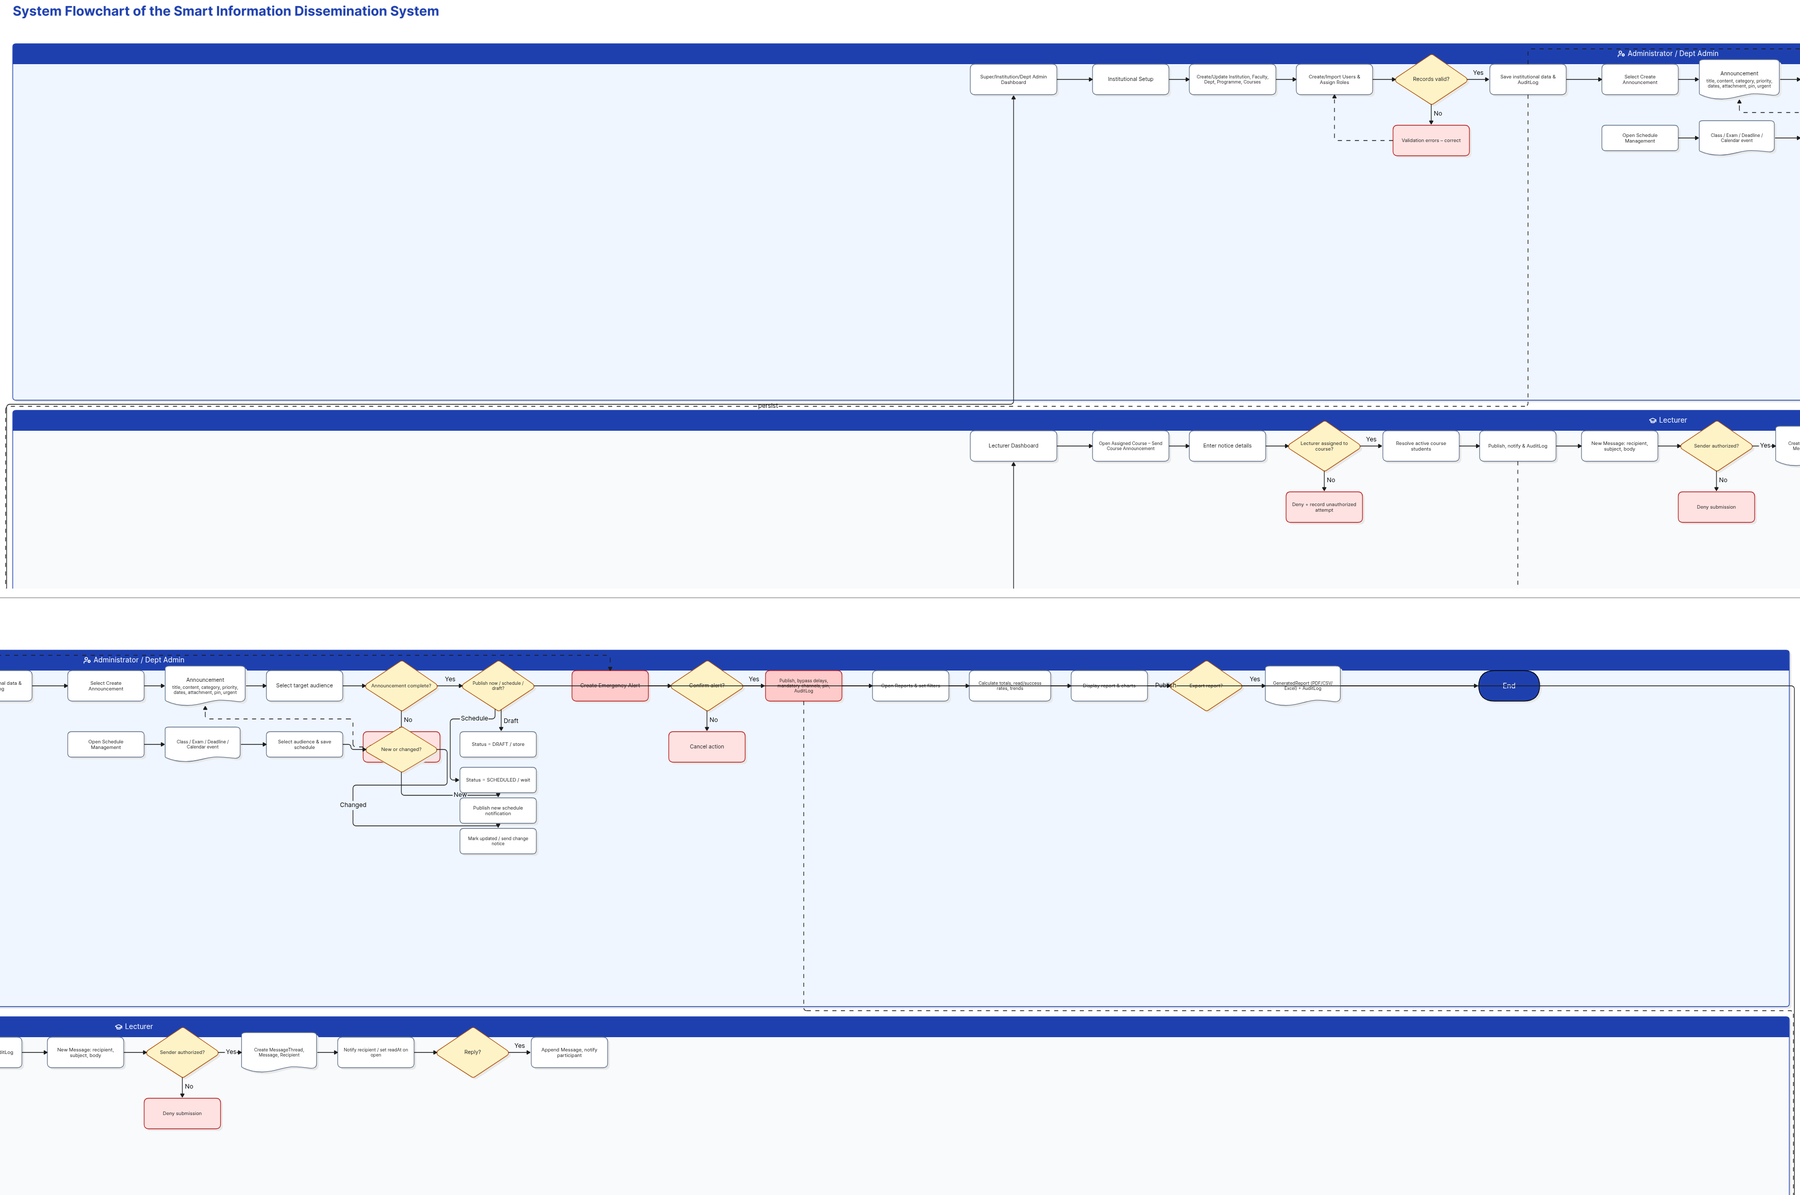 System Flowchart of the Smart Information Dissemination System
Administrator / Dept Admin
Super/Institution/Dept Admin
Dashboard
Institutional Setup
Create/Update Institution, Faculty,
Dept, Programme, Courses
Create/Import Users &
Assign Roles
Records valid?
Yes
Save institutional data &
AuditLog
Select Create
Announcement
Announcement
title, content, category, priority,
dates, attachment, pin, urgent
No
Validation errors – correct
Open Schedule
Management
Class / Exam / Deadline /
Calendar event
persist
Lecturer
Lecturer Dashboard
Open Assigned Course – Send
Course Announcement
Enter notice details
Lecturer assigned to
course?
Yes
Resolve active course
students
Publish, notify & AuditLog
New Message: recipient,
subject, body
Sender authorized?
Yes
No
Deny + record unauthorized
attempt
No
Deny submission
Administrator / Dept Admin
Select Create
Announcement
Announcement
title, content, category, priority,
dates, attachment, pin, urgent
Select target audience
Announcement complete?
Yes
Publish now / schedule /
draft?
Create Emergency Alert
Confirm alert?
Yes
Publish, bypass delays,
mandatory channels, pin,
AuditLog
Open Reports & set filters
Calculate totals, read/success
rates, trends
Display report & charts
Publish
Export report?
Yes
GeneratedReport (PDF/CSV/
Excel) + AuditLog
End
No
Schedule
Draft
No
Open Schedule
Management
Class / Exam / Deadline /
Calendar event
Select audience & save
schedule
New or changed?
Status = DRAFT / store
Cancel action
Status = SCHEDULED / wait
New
Changed
Publish new schedule
notification
Mark updated / send change
notice
Lecturer
New Message: recipient,
subject, body
Sender authorized?
Yes
Create MessageThread,
Message, Recipient
Notify recipient / set readAt on
open
Reply?
Yes
Append Message, notify
participant
No
Deny submission